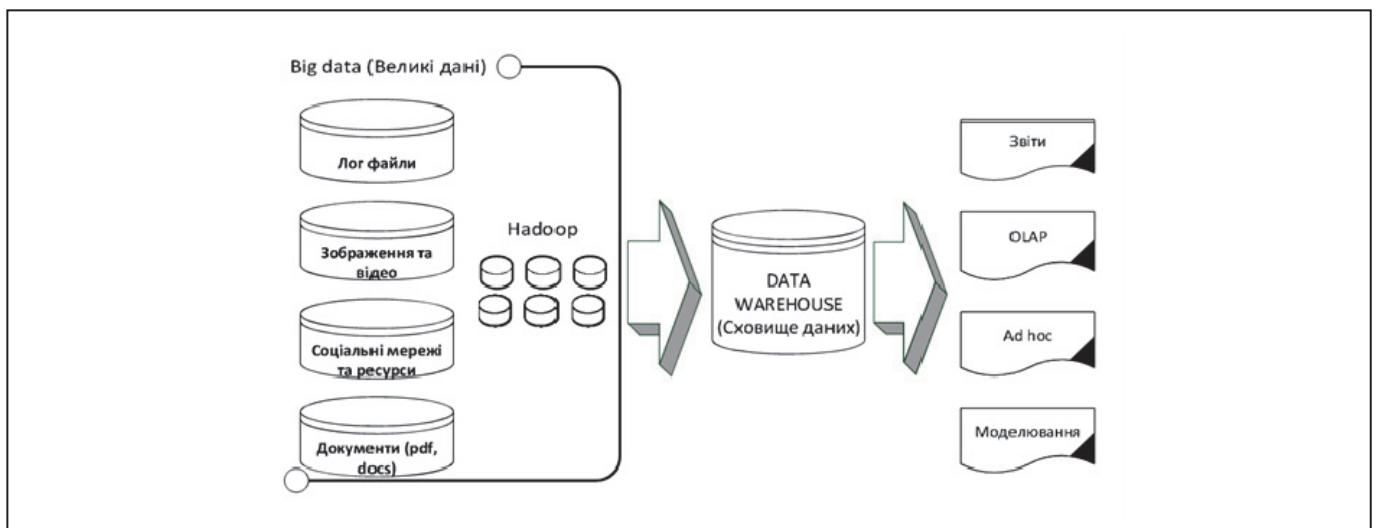 Big data (Великі дані)
Лог файли
Зображення та
відео
Соціальні мережі
та ресурси
Документи (pdf,
docs)
Hadoop
DATA
WAREHOUSE
(Сховище даних)
Звіти
OLAP
Ad hoc
Моделювання